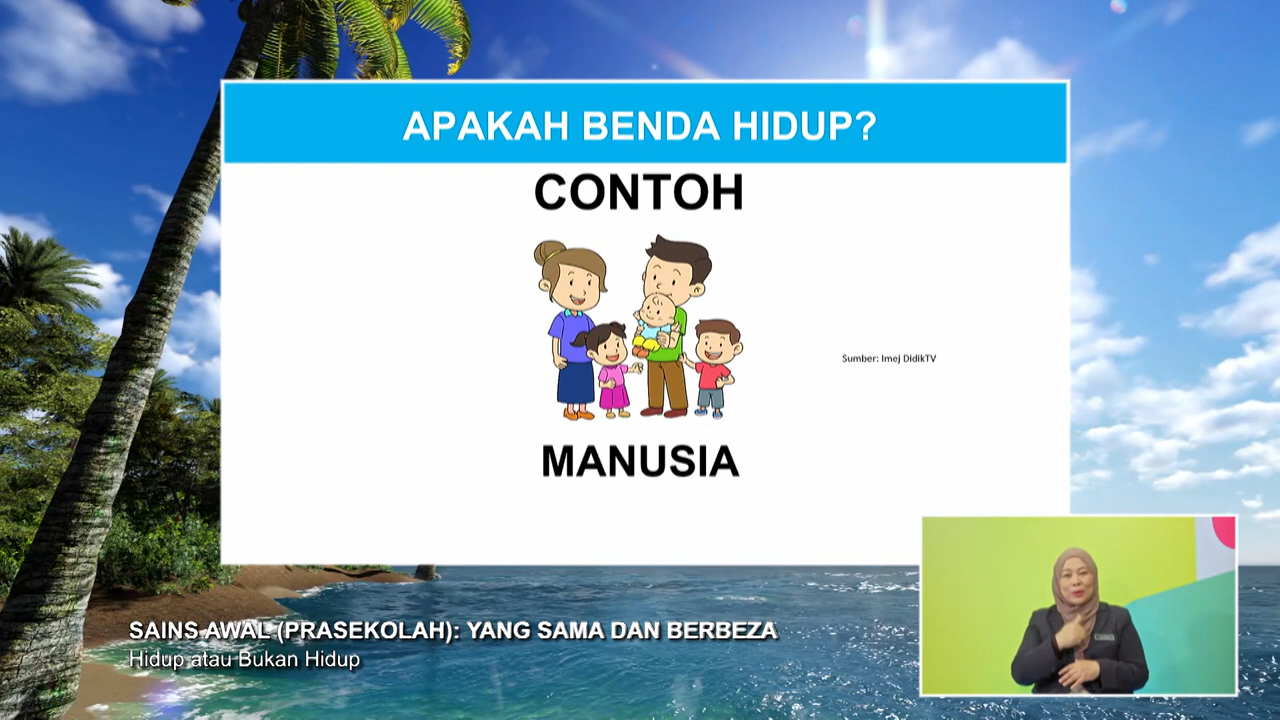 APAKAH BENDA HIDUP?
CONTOH
Sumber: Imej DidikTV
MANUSIA
SAINS AWAL (PRASEKOLAH): YANG SAMA DAN BERBEZA
Hidup atau Bukan Hidup